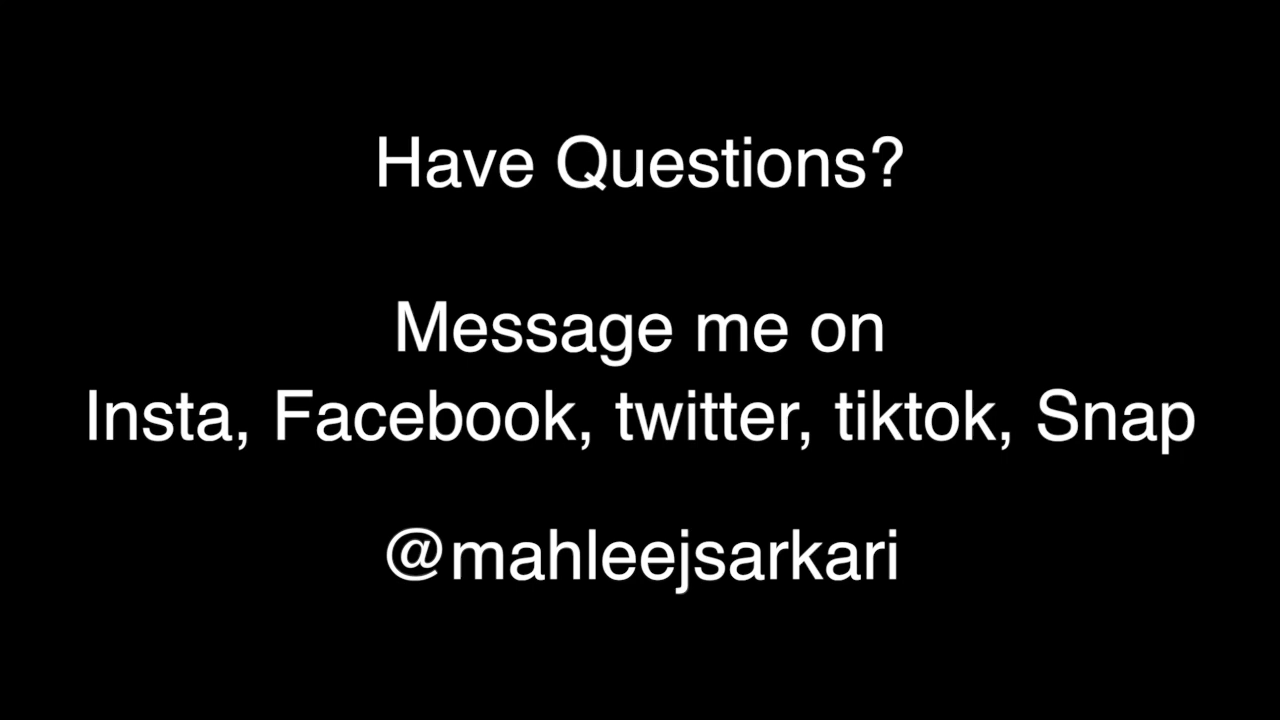 Have Questions?
Message me on
Insta, Facebook, twitter, tiktok, Snap
@mahleejsarkari